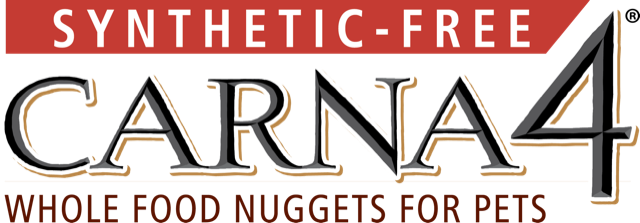 SYNTHETIC-FREE
CARNA4®
WHOLE FOOD NUGGETS FOR PETS